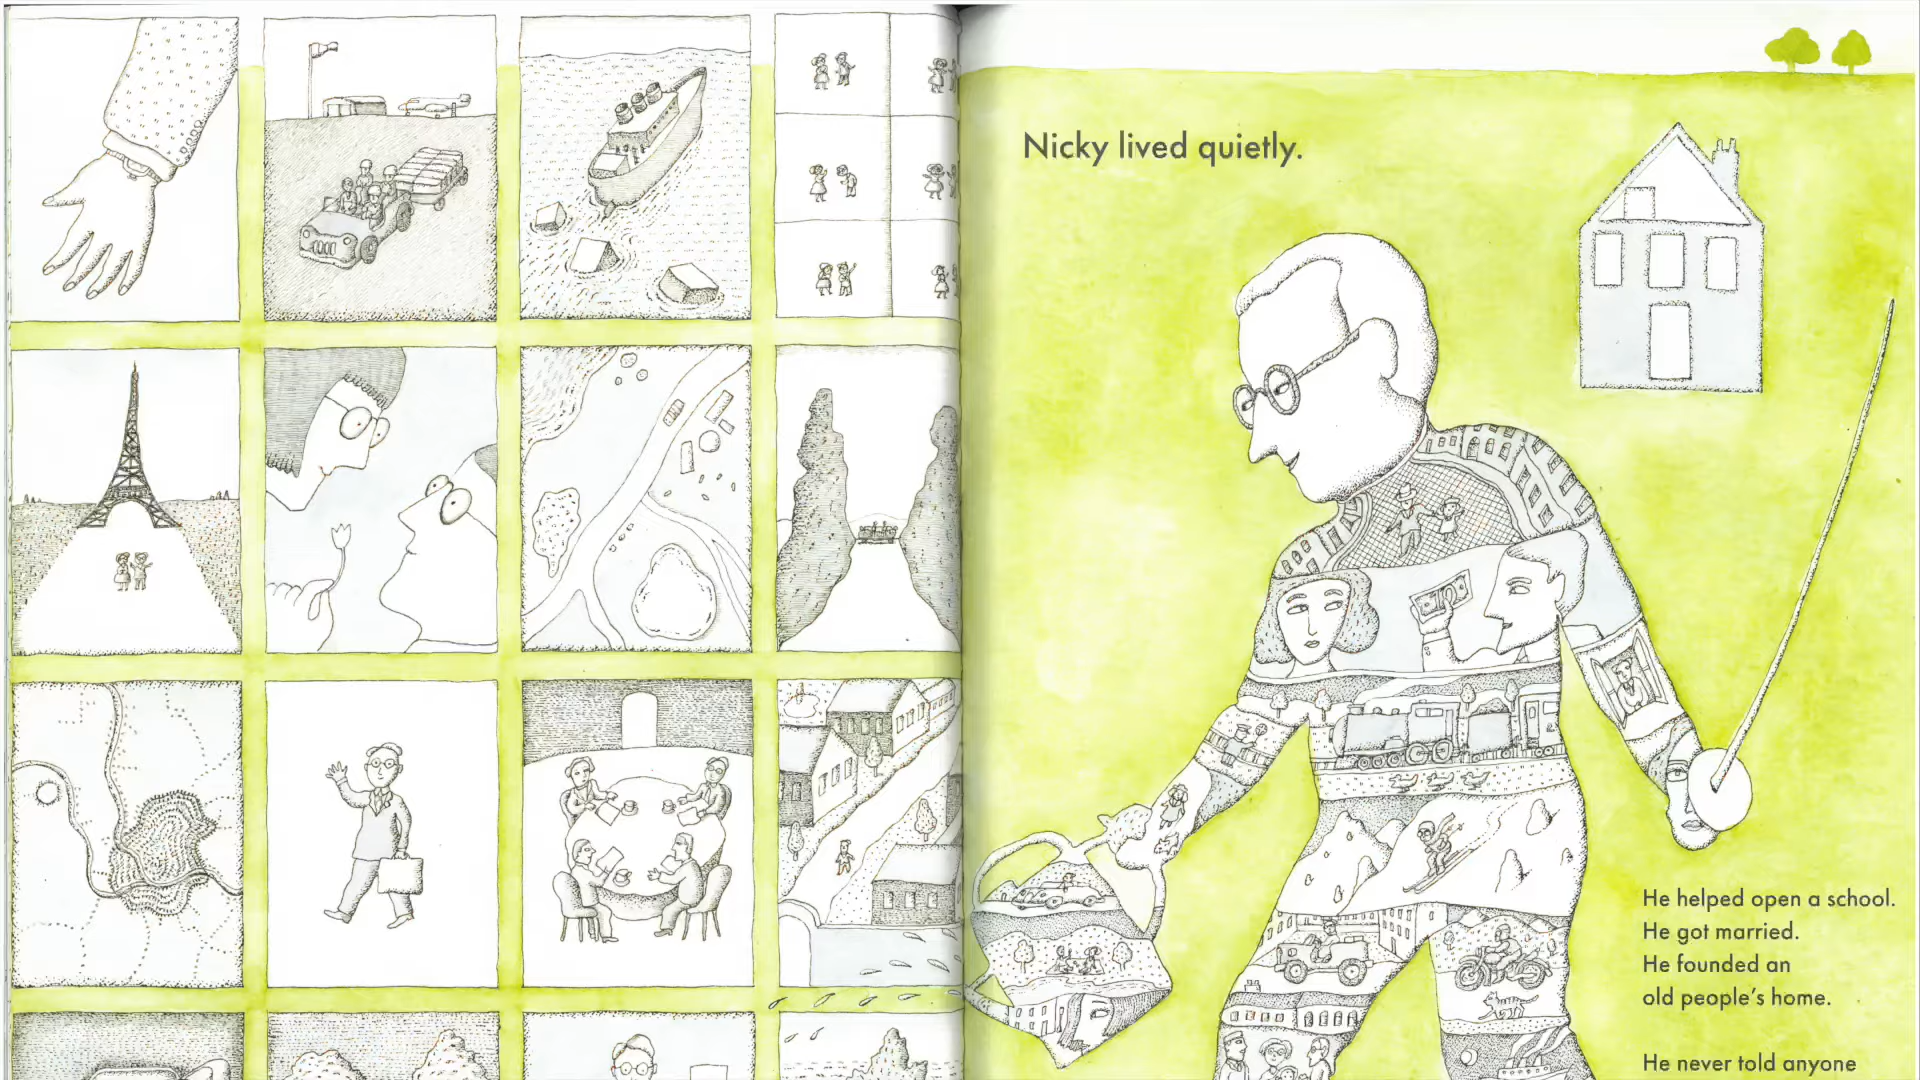 Nicky lived quietly.
He helped open a school.
He got married.
He founded an
old people's home.
He never told anyone